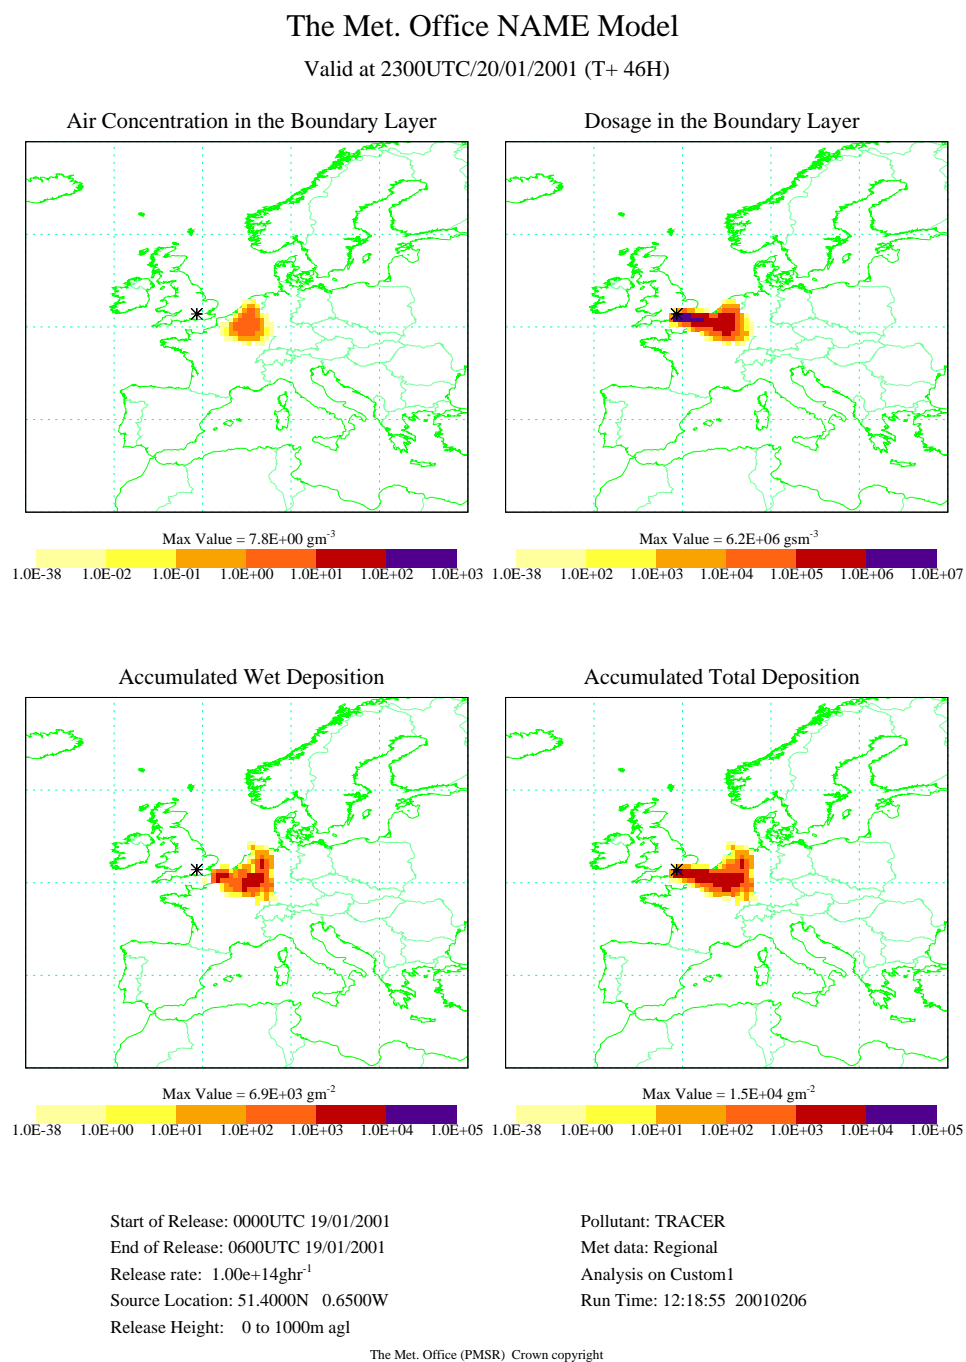 The Met. Office NAME Model
Valid at 2300UTC/20/01/2001 (T+ 46H)
Air Concentration in the Boundary Layer
Dosage in the Boundary Layer
Max Value = 7.8E+00 gm-3
1.0E-38 1.0E-02 1.0E-01 1.0E+00 1.0E+01 1.0E+02 1.0E+03
Max Value = 6.2E+06 gsm-3
1.0E-38 1.0E+02 1.0E+03 1.0E+04 1.0E+05 1.0E+06 1.0E+07
Accumulated Wet Deposition
Accumulated Total Deposition
Max Value = 6.9E+03 gm-2
1.0E-38 1.0E+00 1.0E+01 1.0E+02 1.0E+03 1.0E+04 1.0E+05
Max Value = 1.5E+04 gm-2
1.0E-38 1.0E+00 1.0E+01 1.0E+02 1.0E+03 1.0E+04 1.0E+05
Start of Release: 0000UTC 19/01/2001
End of Release: 0600UTC 19/01/2001
Release rate: 1.00e+14ghr-1
Source Location: 51.4000N 0.6500W
Release Height: 0 to 1000m agl
Pollutant: TRACER
Met data: Regional
Analysis on Custom1
Run Time: 12:18:55 20010206
The Met. Office (PMSR) Crown copyright